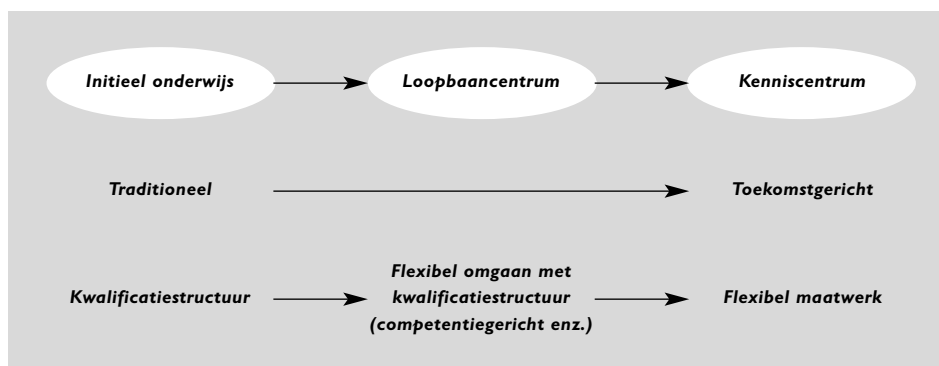 Initieel onderwijs Loopbaancentrum Kenniscentrum
Traditioneel Toekomstgericht
Flexibel omgaan met
Kwalificatiestructuur kwalificatiestructuur Flexibel maatwerk
(competentiegericht enz.)